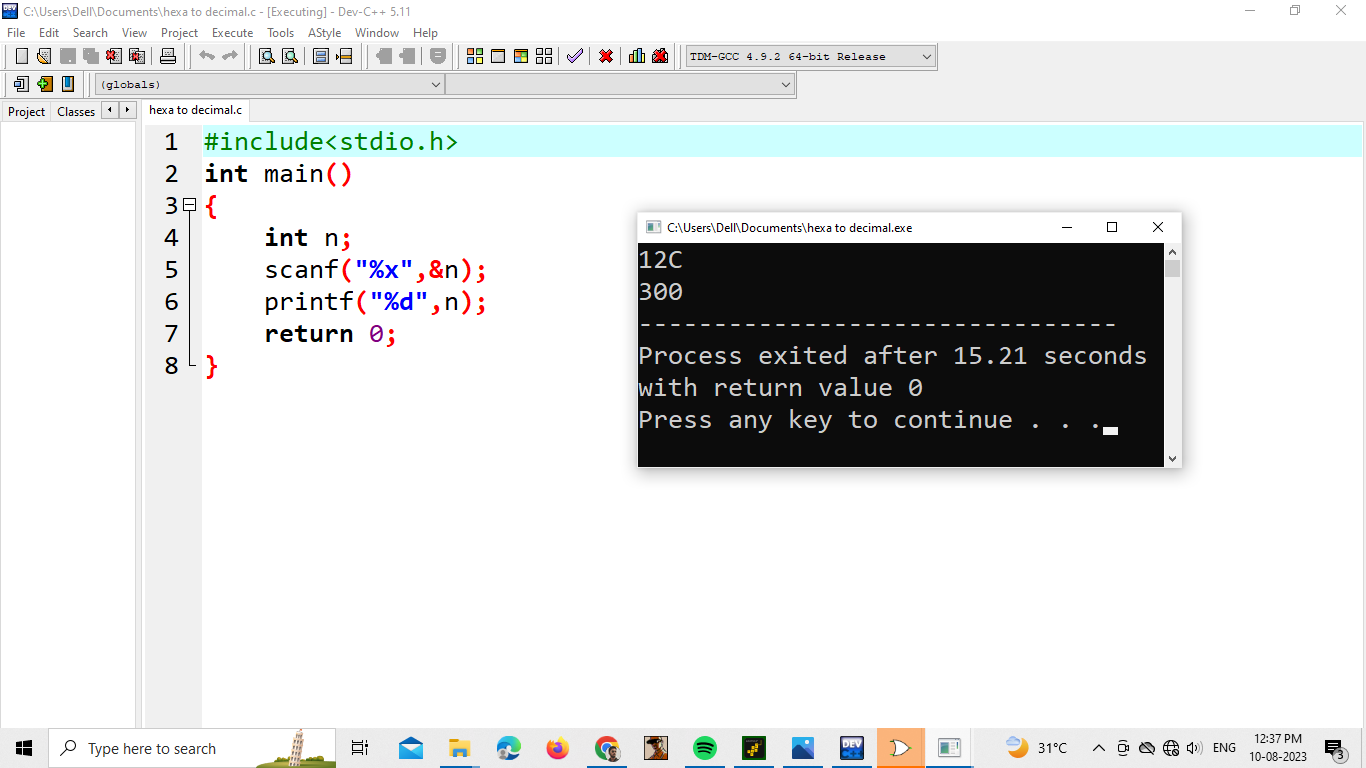 C:\Users\Dell\Documents\hexa to decimal.c - [Executing] - Dev-C++ 5.11
File Edit Search View Project Execute Tools AStyle Window Help
TDM-GCC 4.9.2 64-bit Release
(globals)
Project Classes
hexa to decimal.c
1 #include<stdio.h>
2 int main()
3 {
4 int n;
5 scanf("%x",&n);
6 printf("%d",n);
7 return 0;
8 }
C:\Users\Dell\Documents\hexa to decimal.exe
12C
300
--------------------------------
Process exited after 15.21 seconds
with return value 0
Press any key to continue . . .
Type here to search
DEV
31°C
ENG
12:37 PM
10-08-2023
3